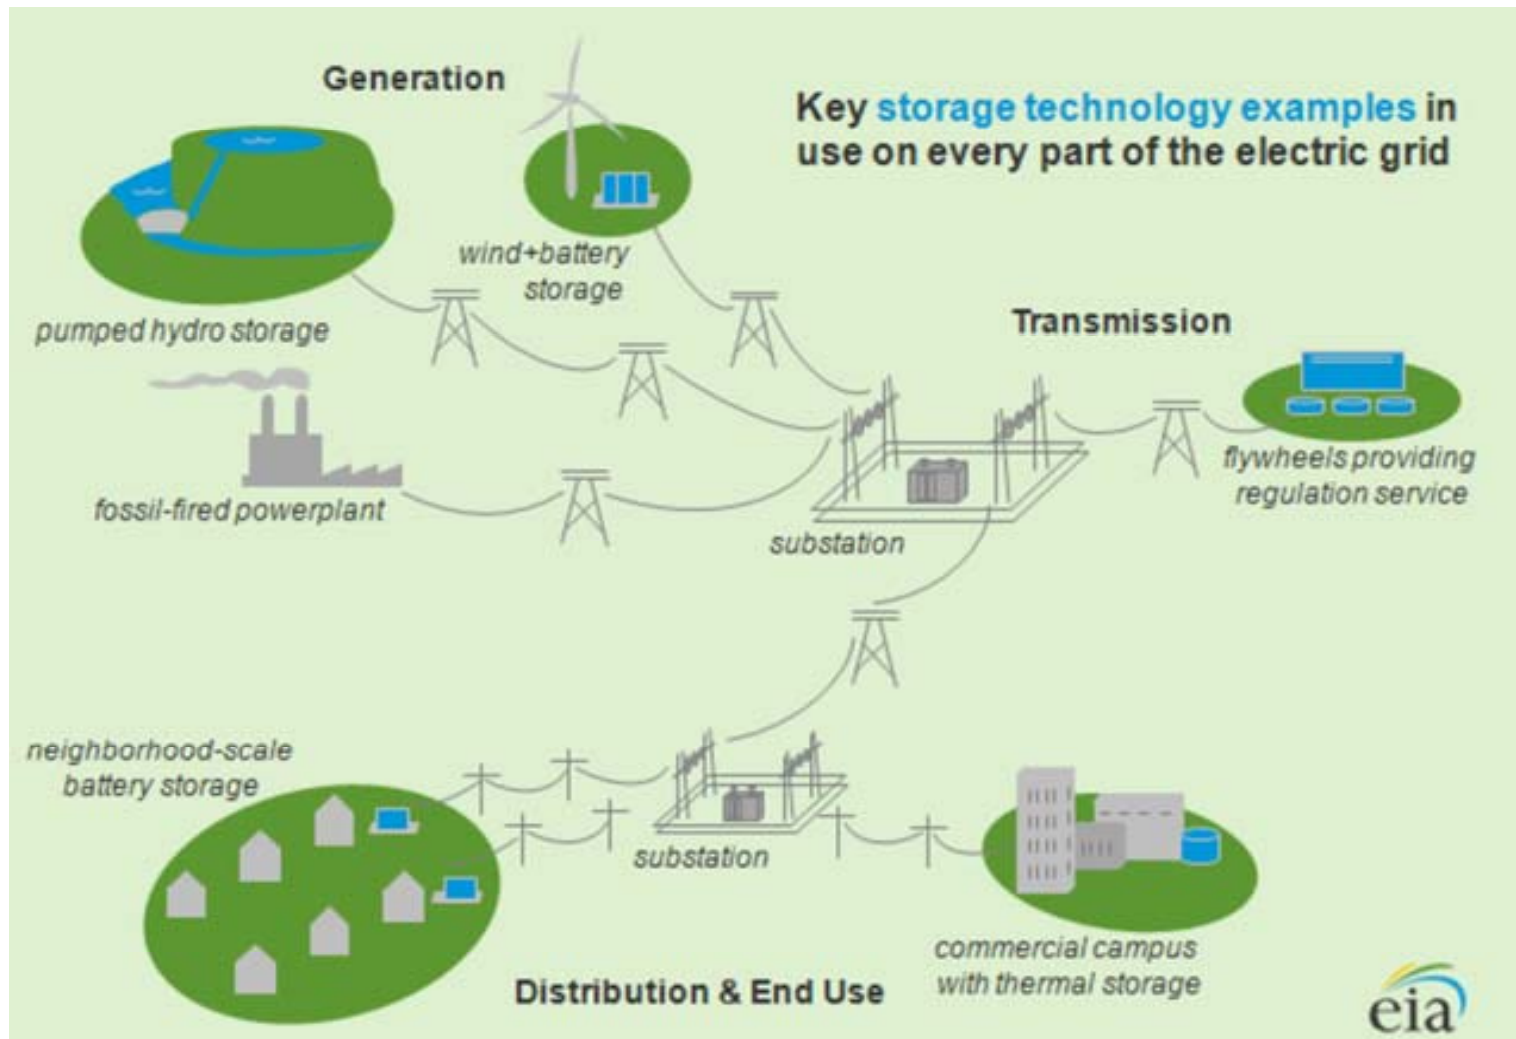 Generation
Key storage technology examples in
use on every part of the electric grid
wind+battery
storage
pumped hydro storage
Transmission
fossil-fired powerplant
flywheels providing
regulation service
substation
neighborhood-scale
battery storage
substation
commercial campus
with thermal storage
Distribution & End Use
eia